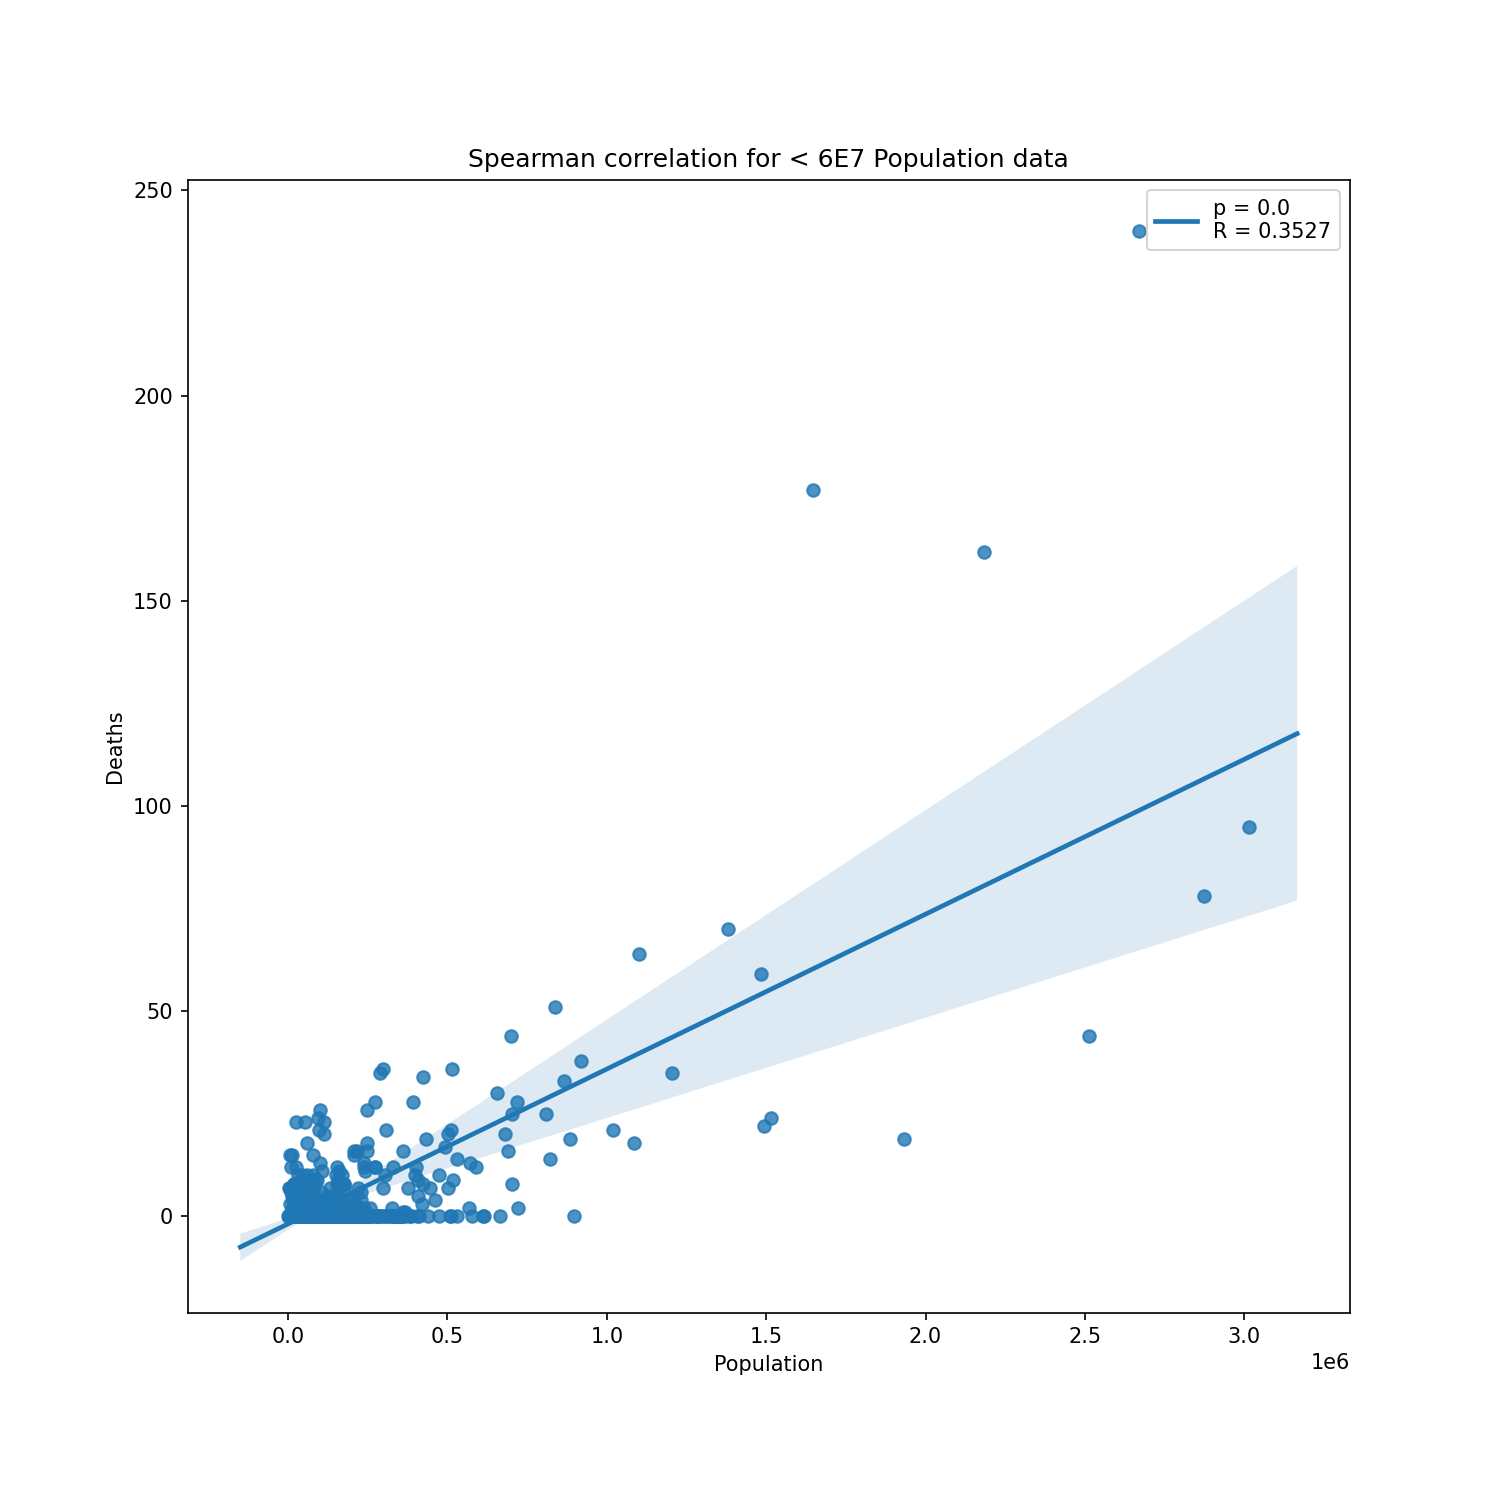 Spearman correlation for < 6E7 Population data
p = 0.0
R = 0.3527
250
200
150
100
50
0
Deaths
0.0 0.5 1.0 1.5 2.0 2.5 3.0
1e6
Population